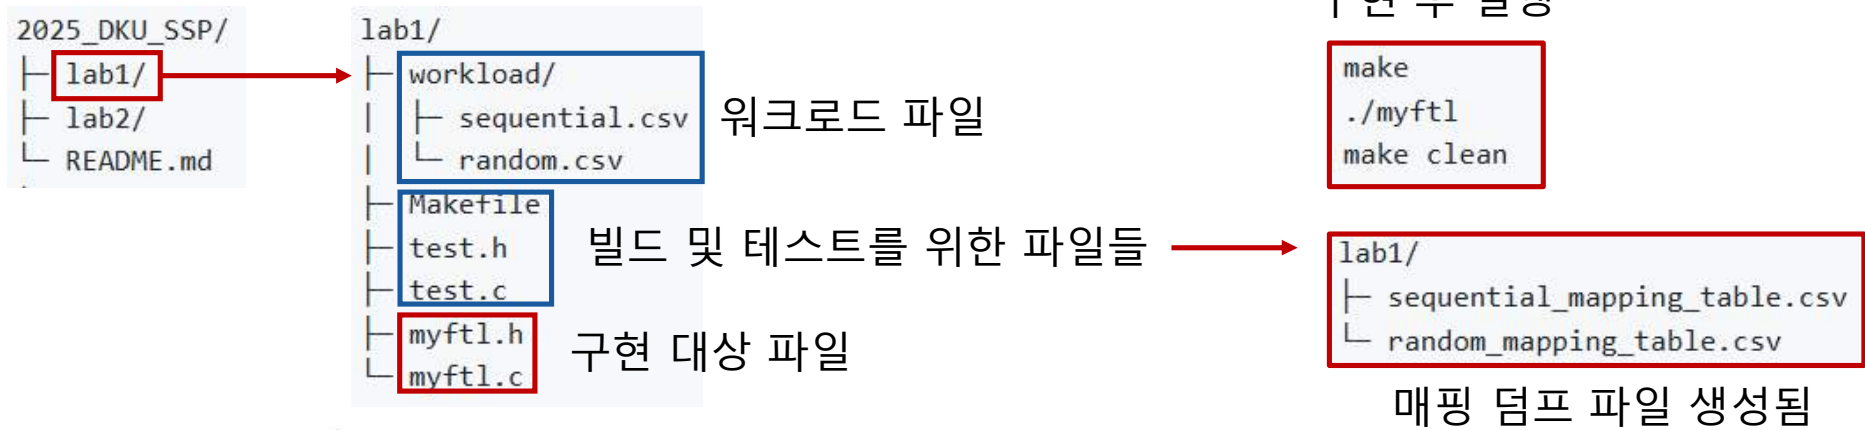 2025_DKU_SSP/
├─ lab1/
├─ lab2/
└─ README.md
lab1/
├─ workload/
│ ├─ sequential.csv
│ └─ random.csv
├─ Makefile
├─ test.h
├─ test.c
├─ myftl.h
└─ myftl.c
워크로드 파일
빌드 및 테스트를 위한 파일들
구현 대상 파일
make
./myftl
make clean
lab1/
├─ sequential_mapping_table.csv
└─ random_mapping_table.csv
매핑 덤프 파일 생성됨